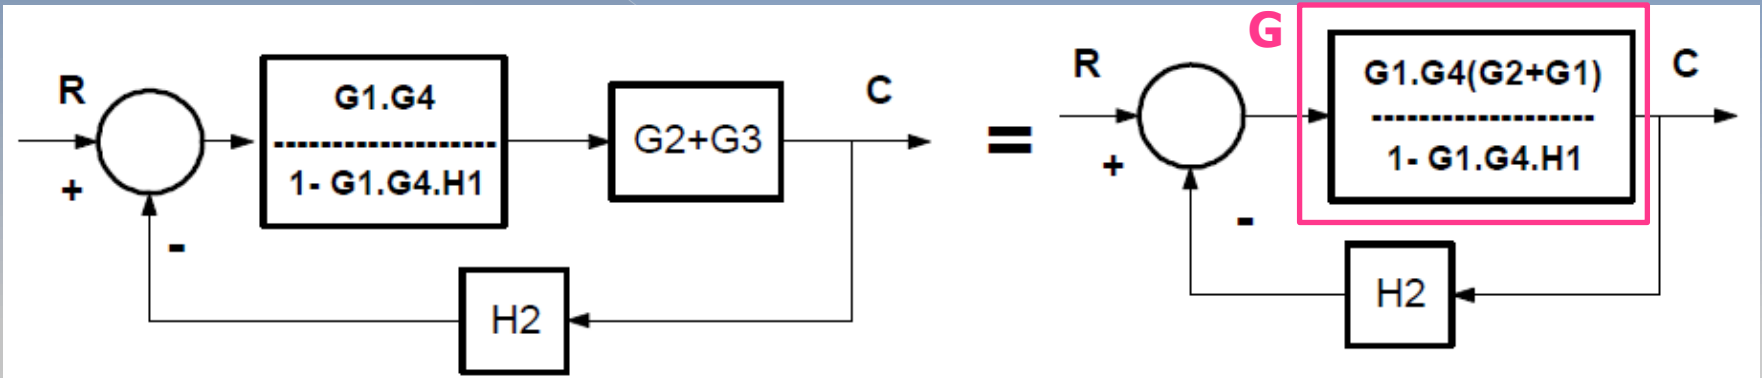 R
+
-
G1.G4
-------------------
1- G1.G4.H1
G2+G3
C
H2
=
G
R
+
-
G1.G4(G2+G1)
-------------------
1- G1.G4.H1
C
H2